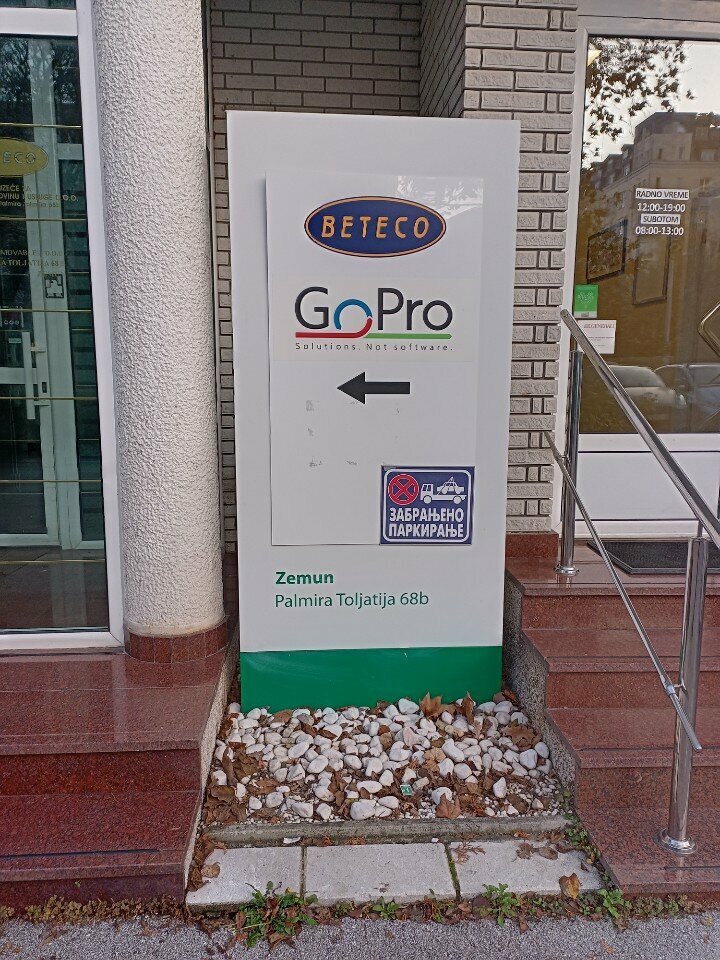 BETECO
GoPro
Solutions. Not software.
ЗАБРАЊЕНО
ПАРКИРАЊЕ
Zemun
Palmira Toljatija 68b
RADNO VREME
12:00-19:00
SUBOTOM
08:00-13:00